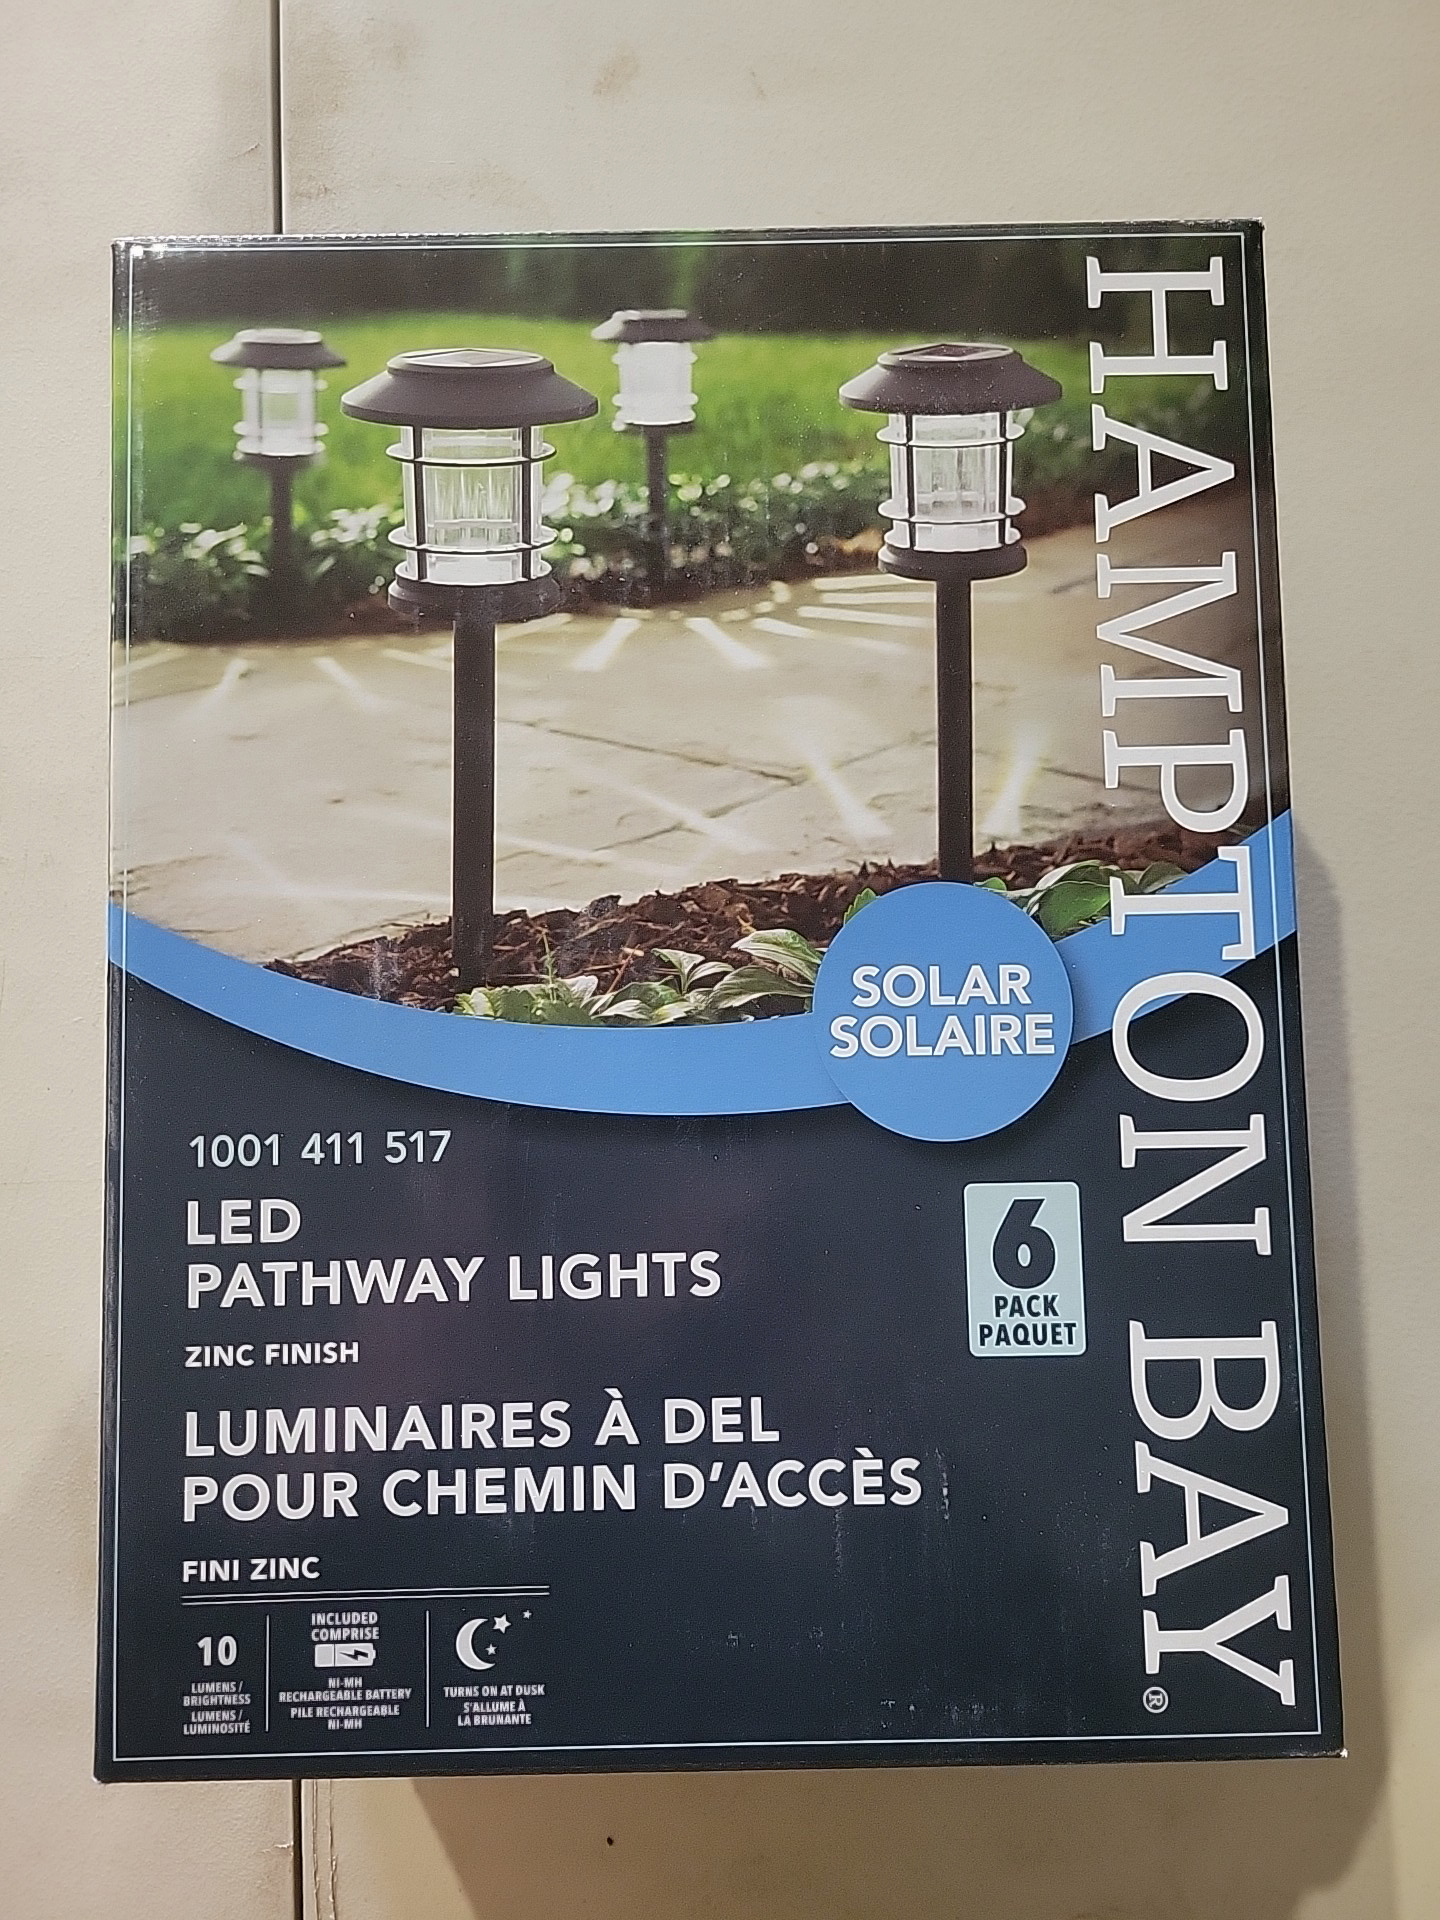 HAMPTON BAY®
SOLAR
SOLAIRE
1001 411 517
LED
PATHWAY LIGHTS
ZINC FINISH
6
PACK
PAQUET
LUMINAIRES À DEL
POUR CHEMIN D'ACCÈS
FINI ZINC
10
LUMENS /
BRIGHTNESS
LUMENS /
LUMINOSITÉ
INCLUDED
COMPRISE
NI-MH
RECHARGEABLE BATTERY
PILE RECHARGEABLE
NI-MH
TURNS ON AT DUSK
S'ALLUME À
LA BRUNANTE